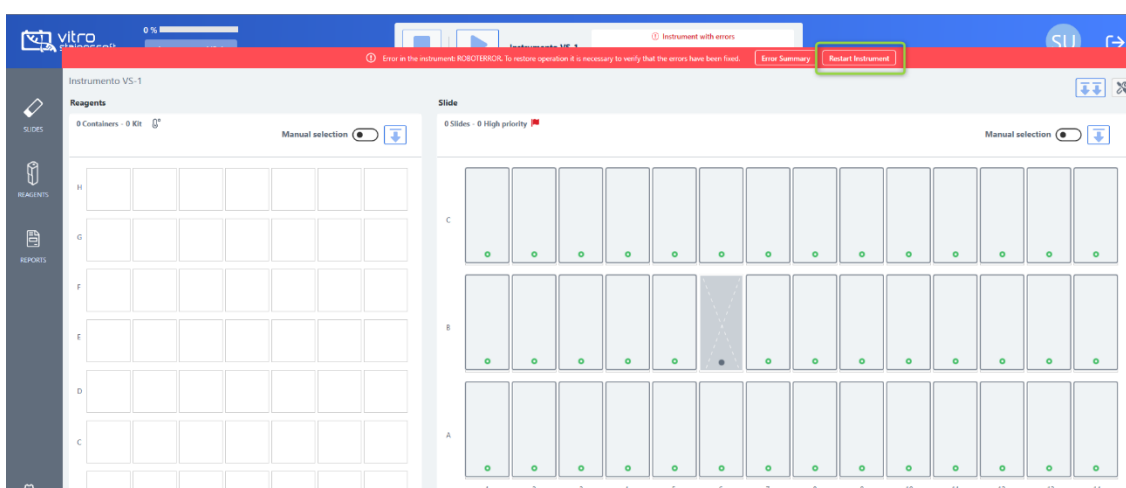 vitro
0 %
Instrument with errors
SU
Error in the instrument: ROBOTERROR. To restore operation it is necessary to verify that the errors have been fixed.
Error Summary
Restart Instrument
Instrumento VS-1
Reagents
Slide
0 Containers - 0 Kit
Manual selection
0 Slides - 0 High priority
Manual selection
SLIDES
REAGENTS
REPORTS
H
G
F
E
D
C
C
B
A